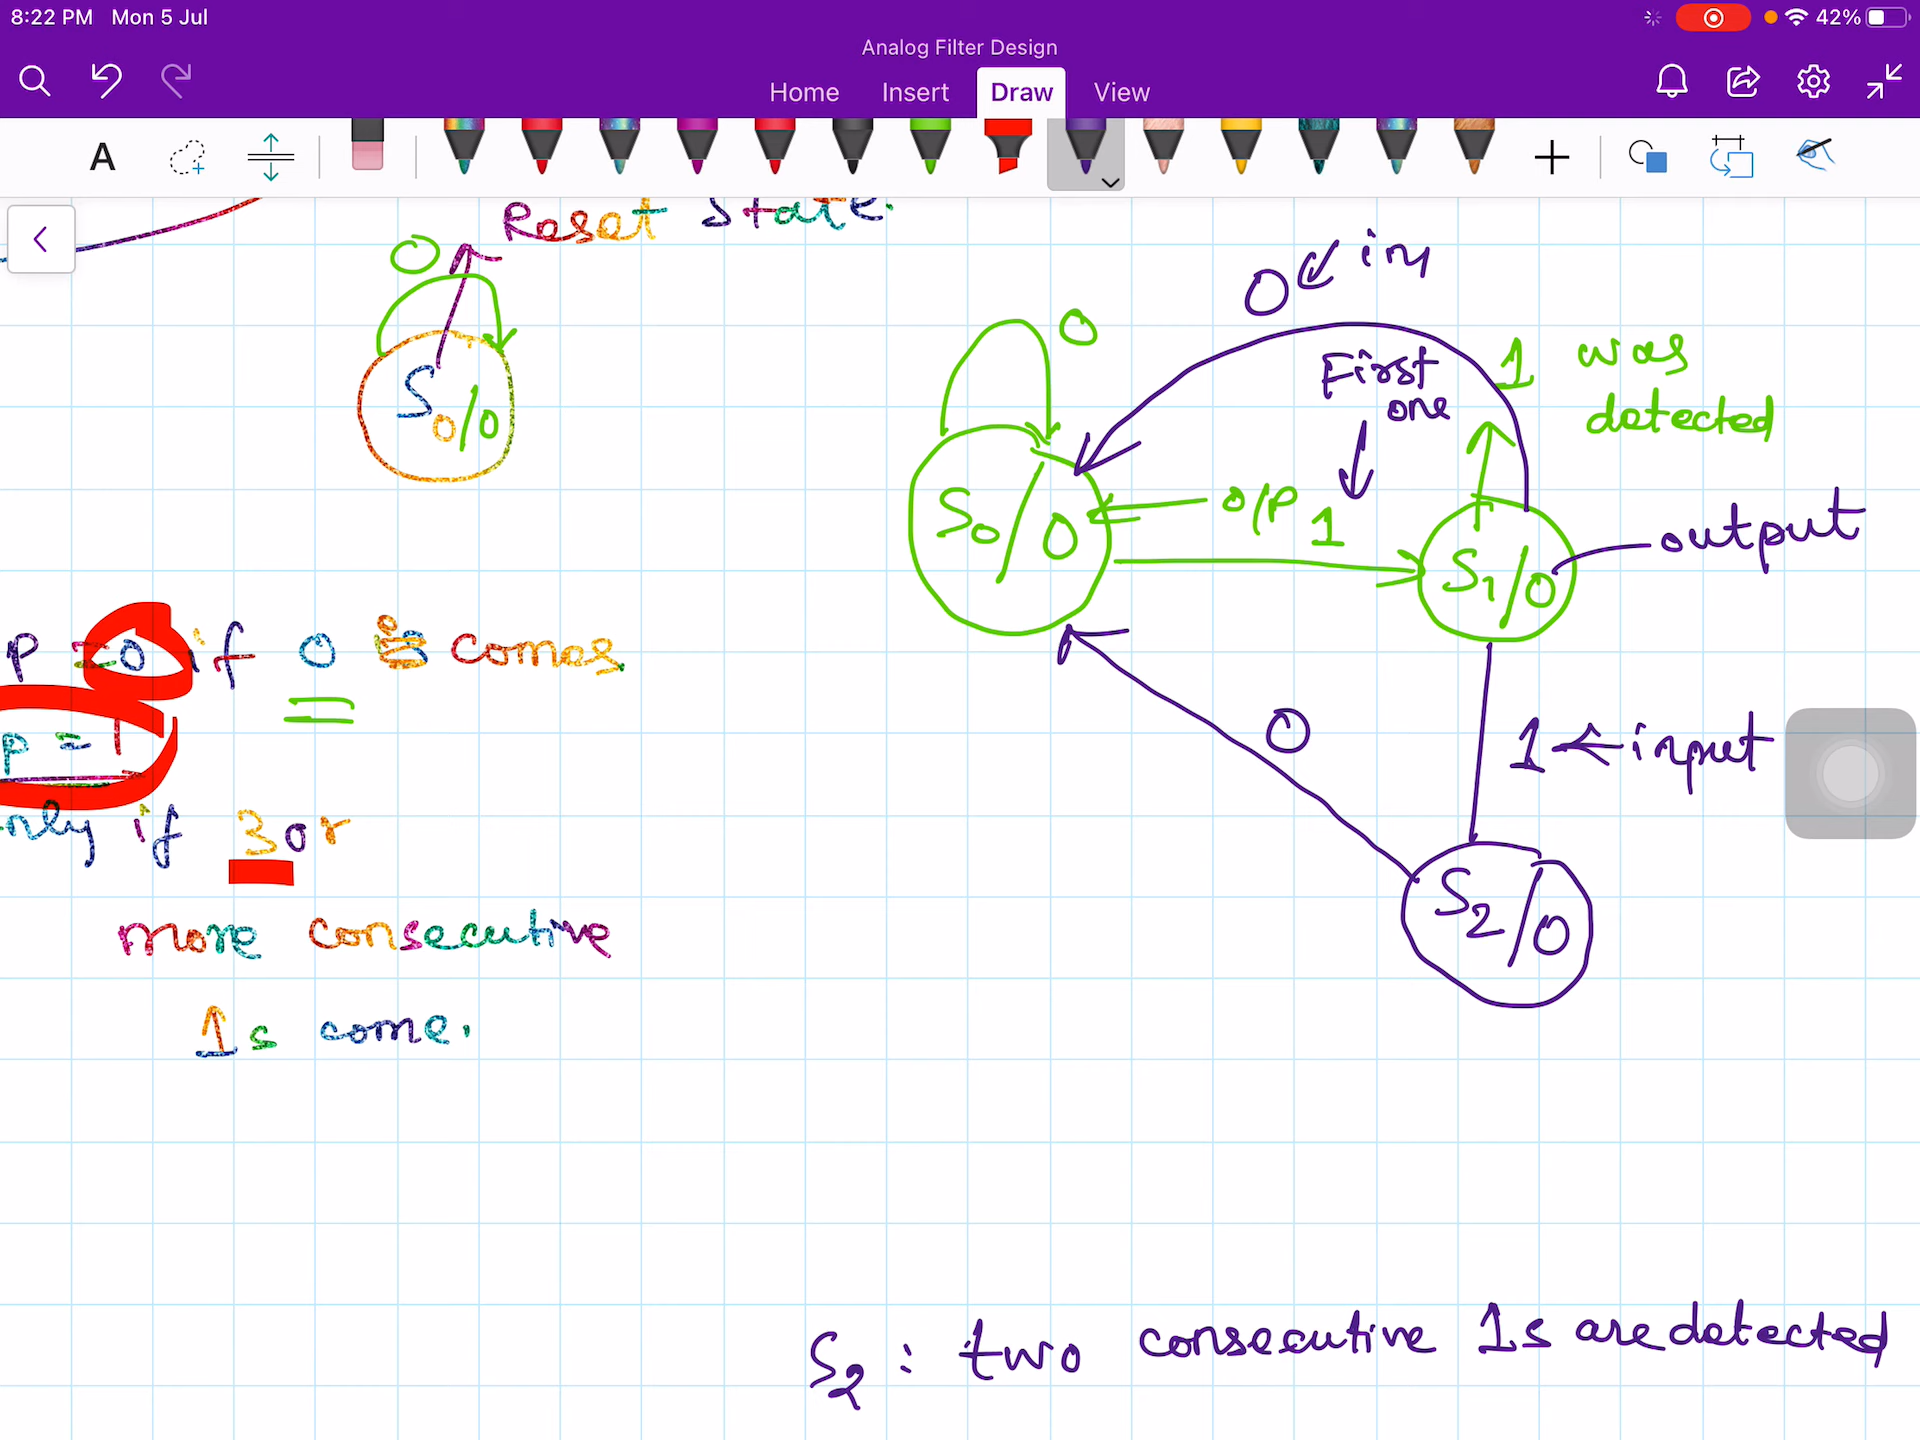 8:22 PM Mon 5 Jul
42%
Analog Filter Design
Home Insert Draw View
A
Reset state.
0
S0/0
0 in
0
First
one
1 was
detected
S0/0
O/P 1
S1/0
output
P = 0 if 0 comes
P = 1
only if 3 or
more consecutive
1s come.
0
1 ← input
S2/0
S2 : two consecutive 1s are detected